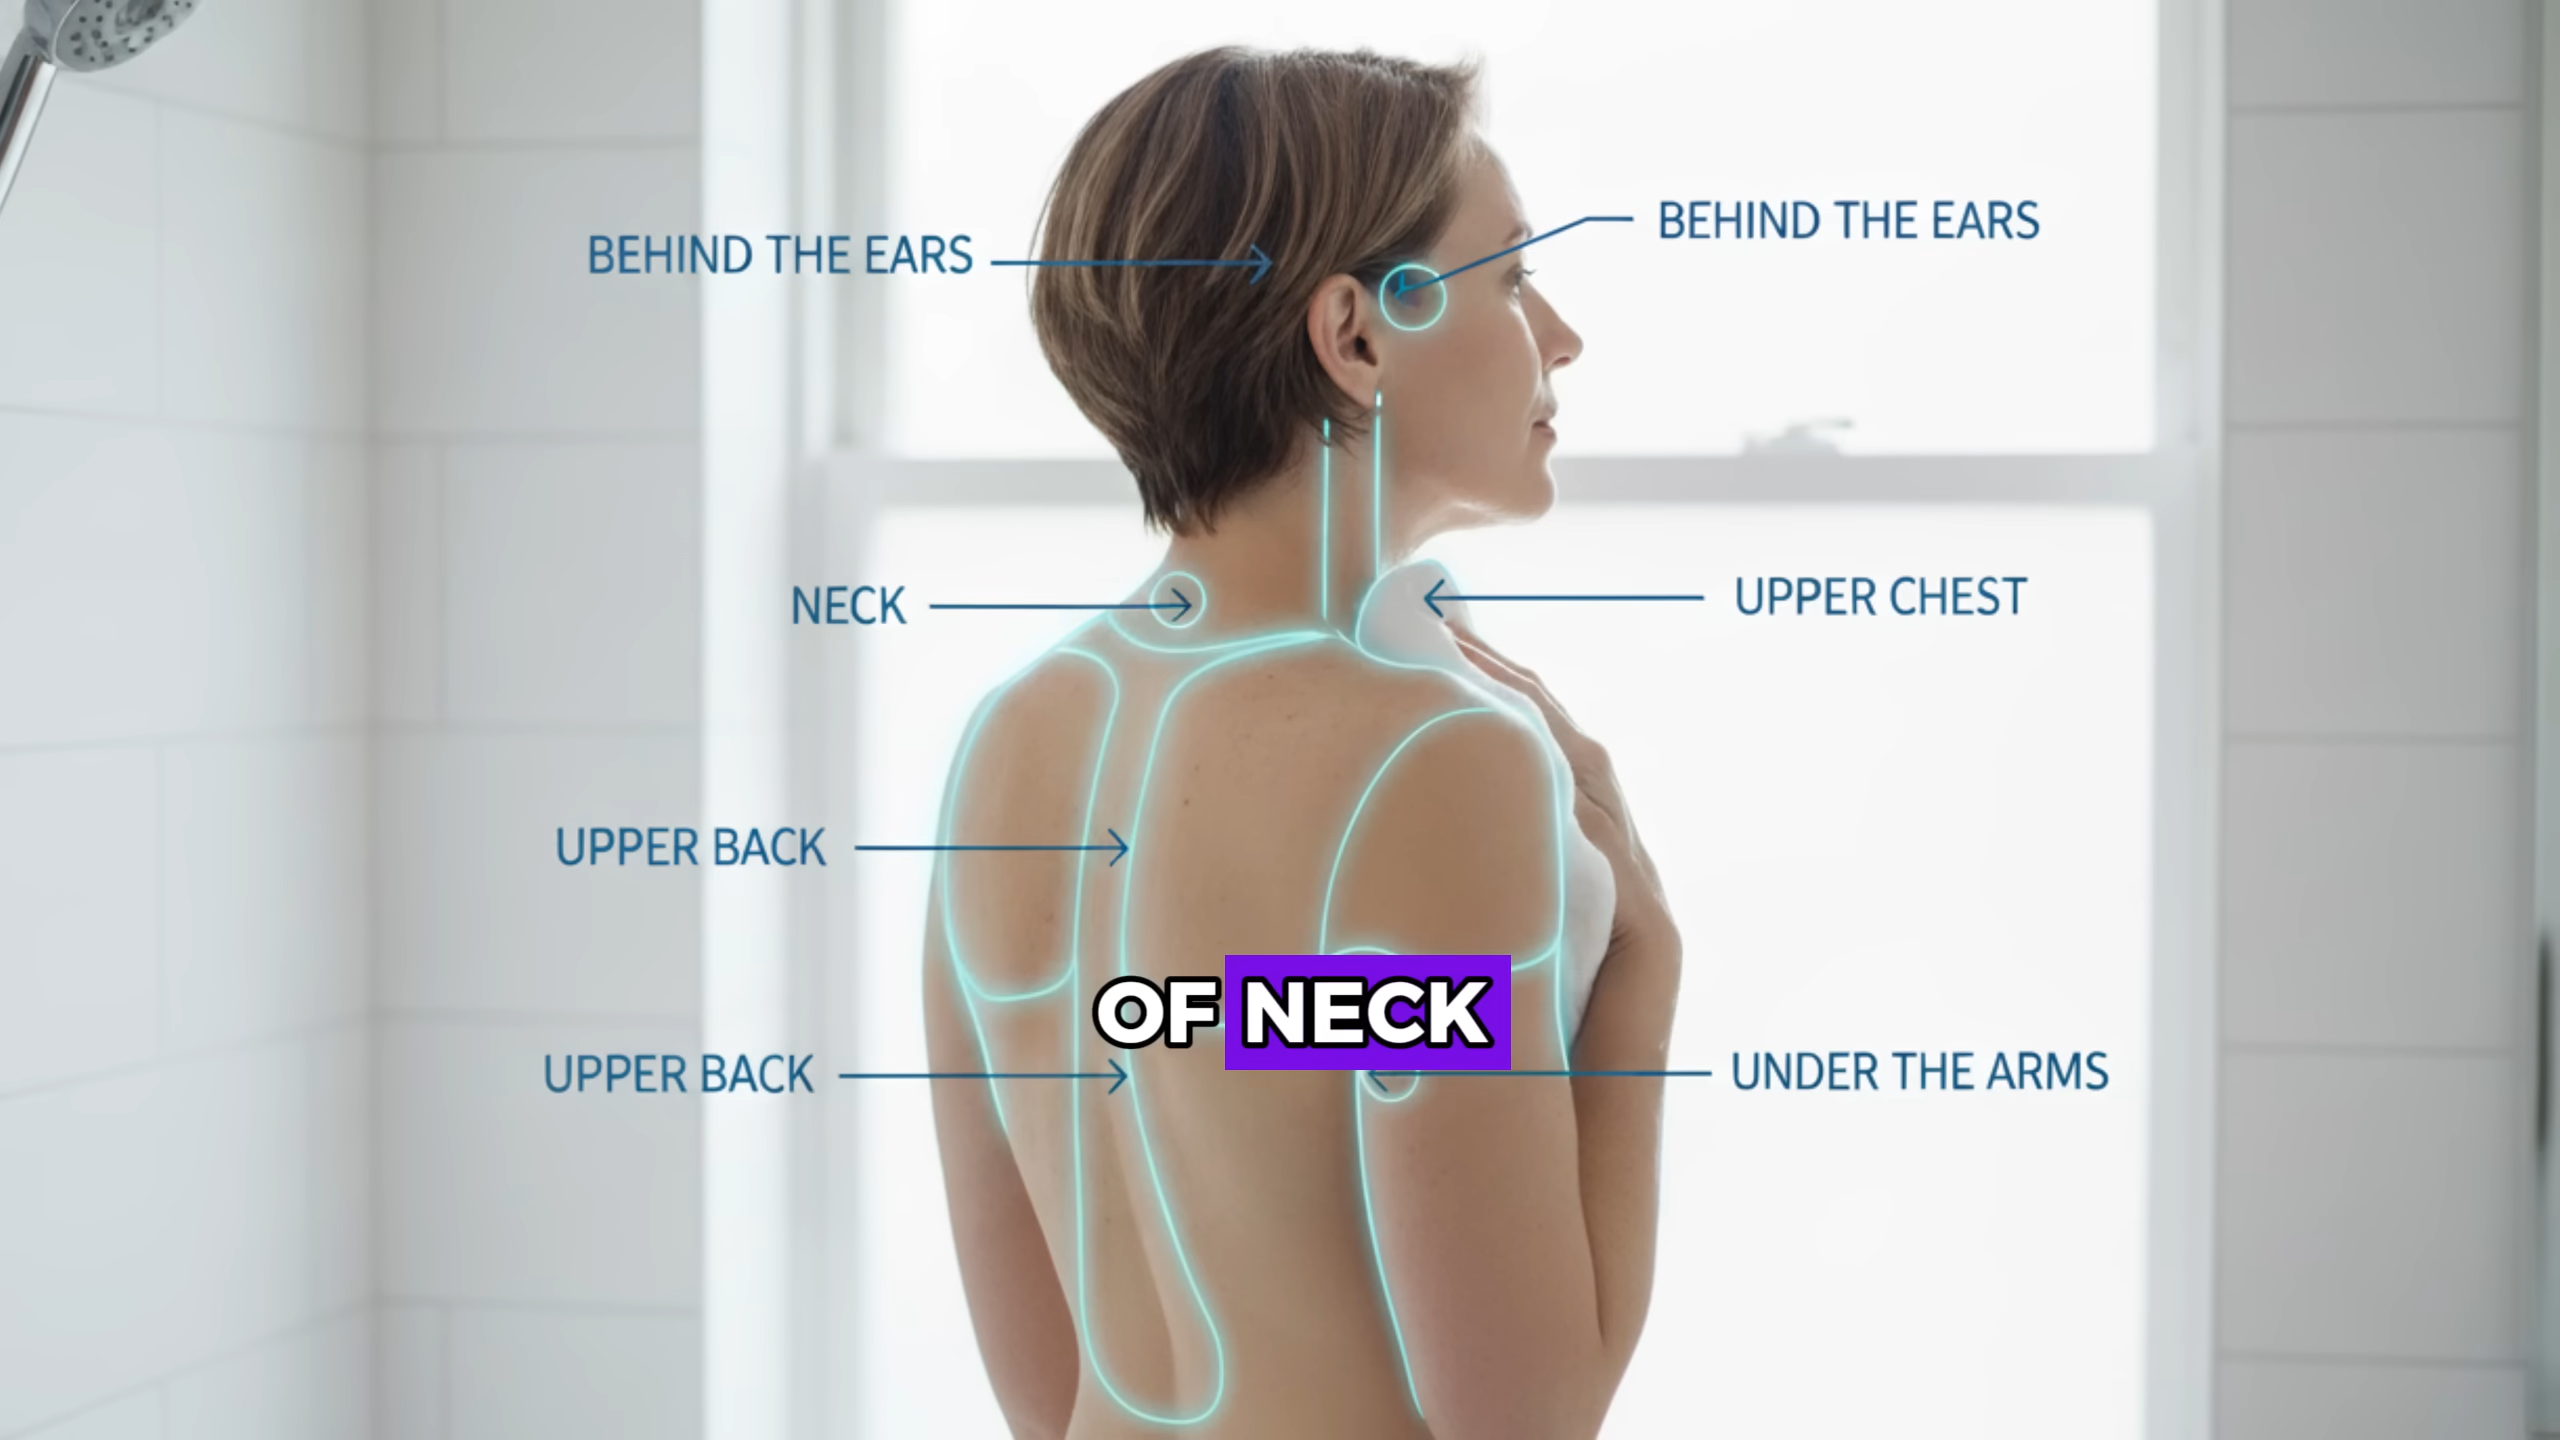 BEHIND THE EARS
BEHIND THE EARS
NECK
UPPER CHEST
UPPER BACK
OF NECK
UPPER BACK
UNDER THE ARMS